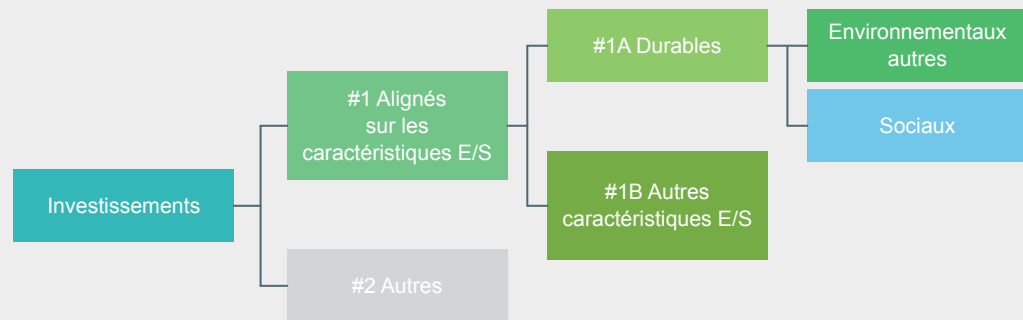 Investissements
#1 Alignés
sur les
caractéristiques E/S
#2 Autres
#1A Durables
#1B Autres
caractéristiques E/S
Environnementaux
autres
Sociaux